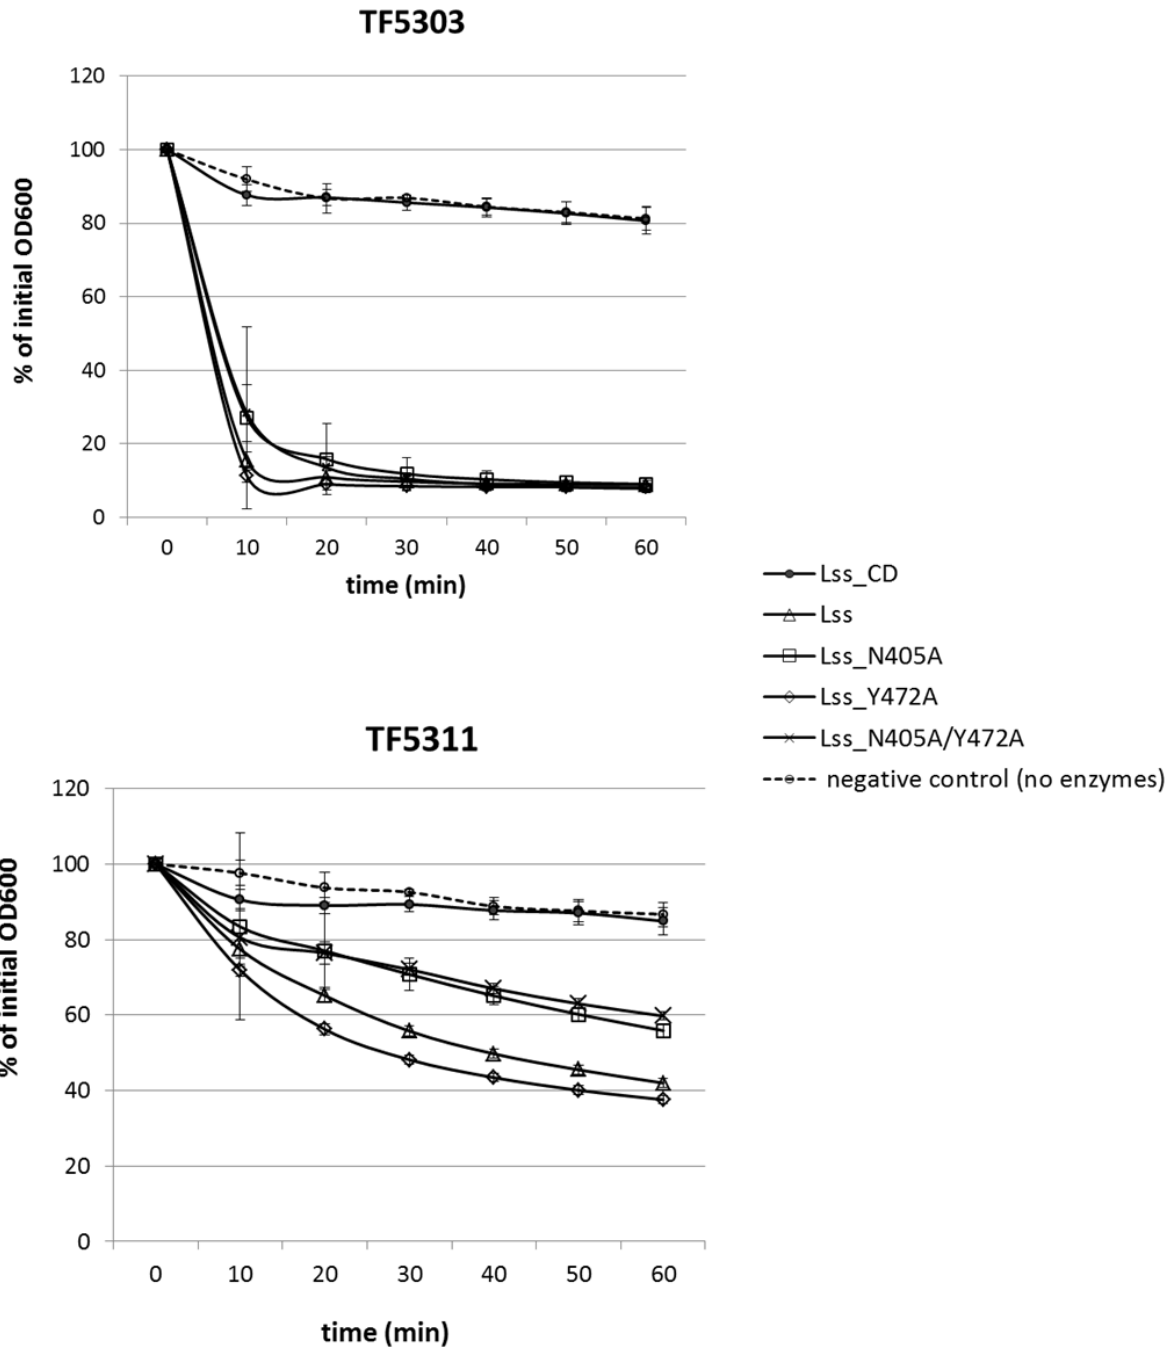 TF5303
120
100
80
60
40
20
0
% of initial OD600
0 10 20 30 40 50 60
time (min)
Lss_CD
Lss
Lss_N405A
Lss_Y472A
Lss_N405A/Y472A
negative control (no enzymes)
TF5311
120
100
80
60
40
20
0
% of initial OD600
0 10 20 30 40 50 60
time (min)